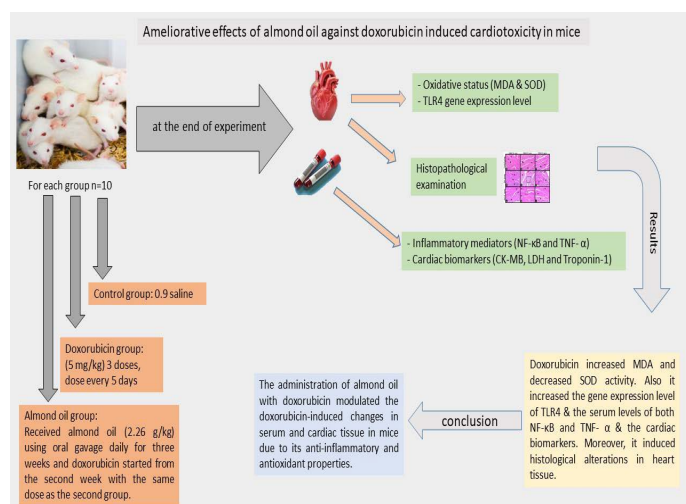 Ameliorative effects of almond oil against doxorubicin induced cardiotoxicity in mice
at the end of experiment
- Oxidative status (MDA & SOD)
- TLR4 gene expression level
Histopathological
examination
- Inflammatory mediators (NF-κB and TNF- α)
- Cardiac biomarkers (CK-MB, LDH and Troponin-1)
For each group n=10
Control group: 0.9 saline
Doxorubicin group:
(5 mg/kg) 3 doses,
dose every 5 days
Almond oil group:
Received almond oil (2.26 g/kg)
using oral gavage daily for three
weeks and doxorubicin started from
the second week with the same
dose as the second group.
Results
Doxorubicin increased MDA and
decreased SOD activity. Also it
increased the gene expression level
of TLR4 & the serum levels of both
NF-κB and TNF- α & the cardiac
biomarkers. Moreover, it induced
histological alterations in heart
tissue.
conclusion
The administration of almond oil
with doxorubicin modulated the
doxorubicin-induced changes in
serum and cardiac tissue in mice
due to its anti-inflammatory and
antioxidant properties.